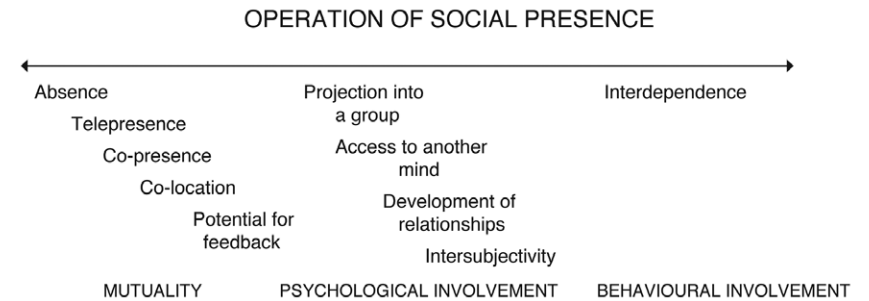 OPERATION OF SOCIAL PRESENCE
Absence
Telepresence
Co-presence
Co-location
Potential for
feedback
Projection into
a group
Access to another
mind
Development of
relationships
Intersubjectivity
Interdependence
MUTUALITY
PSYCHOLOGICAL INVOLVEMENT
BEHAVIOURAL INVOLVEMENT